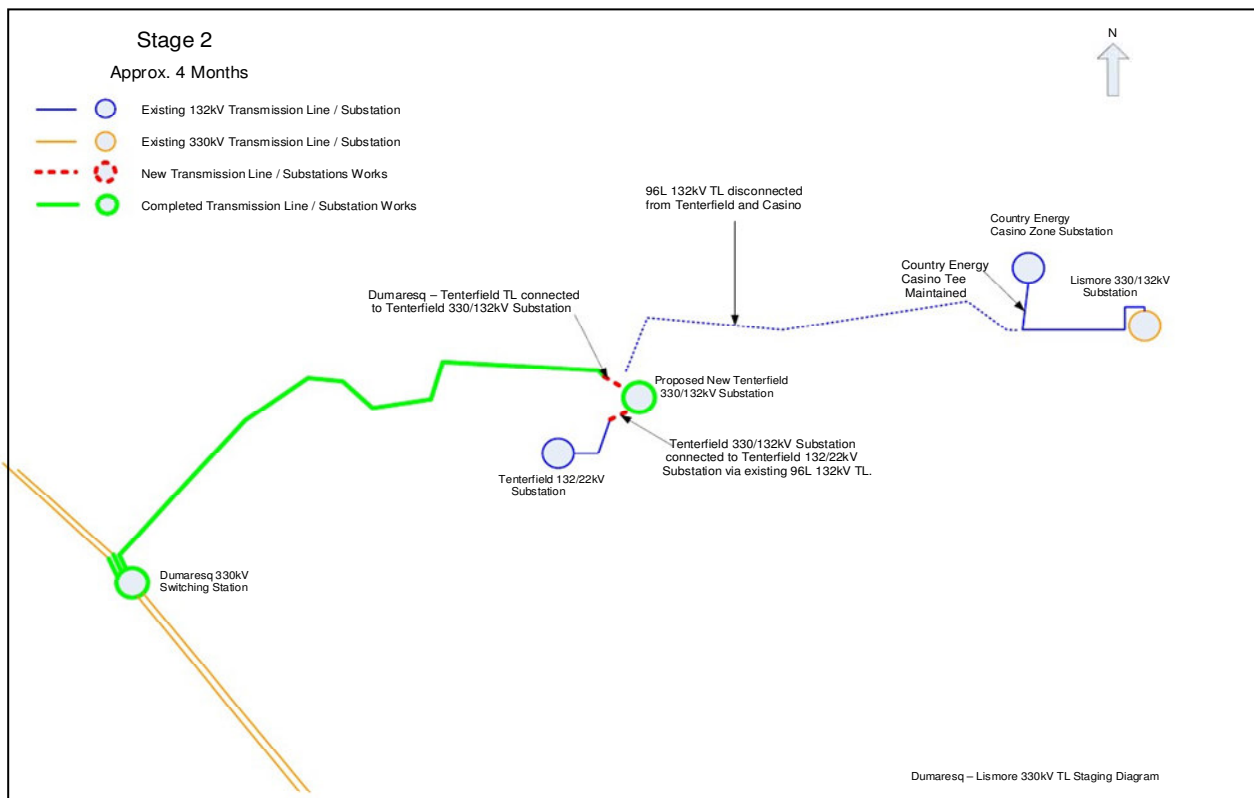 Stage 2
Approx. 4 Months
Existing 132kV Transmission Line / Substation
Existing 330kV Transmission Line / Substation
New Transmission Line / Substations Works
Completed Transmission Line / Substation Works
N
96L 132kV TL disconnected
from Tenterfield and Casino
Country Energy
Casino Zone Substation
Country Energy
Casino Tee
Maintained
Lismore 330/132kV
Substation
Dumaresq – Tenterfield TL connected
to Tenterfield 330/132kV Substation
Proposed New Tenterfield
330/132kV Substation
Tenterfield 330/132kV Substation
connected to Tenterfield 132/22kV
Substation via existing 96L 132kV TL.
Tenterfield 132/22kV
Substation
Dumaresq 330kV
Switching Station
Dumaresq – Lismore 330kV TL Staging Diagram